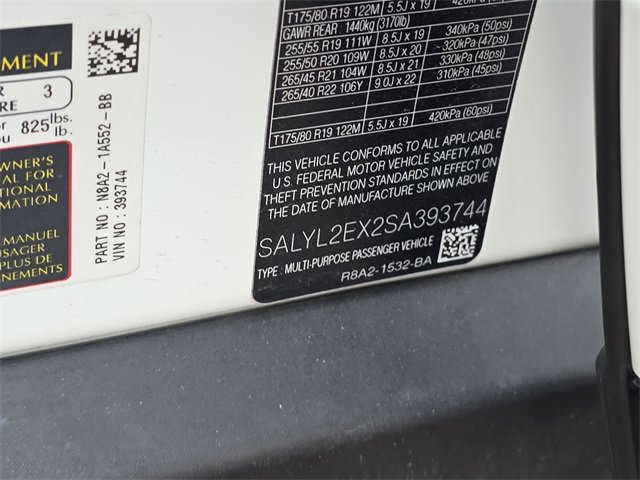 EMENT
R 3
RE
or 825 lbs.
u lb.
OWNER'S
AL FOR
TIONAL
MATION
MANUEL
USAGER
PLUS DE
GNEMENTS
PART NO : N8A2-1A552-BB
VIN NO : 393744
T175/80 R19 122M 5.5J x 19
GAWR REAR: 1440kg (3170lb)
255/55 R19 111W 8.5J x 19 340kPa (50psi)
255/50 R20 109W 8.5J x 20 ~320kPa (47psi)
265/45 R21 104W 8.5J x 21 330kPa (48psi)
265/40 R22 106Y 9.0J x 22 310kPa (45psi)
T175/80 R19 122M 5.5J x 19 420kPa (60psi)
THIS VEHICLE CONFORMS TO ALL APPLICABLE
U.S. FEDERAL MOTOR VEHICLE SAFETY AND
THEFT PREVENTION STANDARDS IN EFFECT ON
THE DATE OF MANUFACTURE SHOWN ABOVE
SALYL2EX2SA393744
TYPE : MULTI-PURPOSE PASSENGER VEHICLE
R8A2-1532-BA